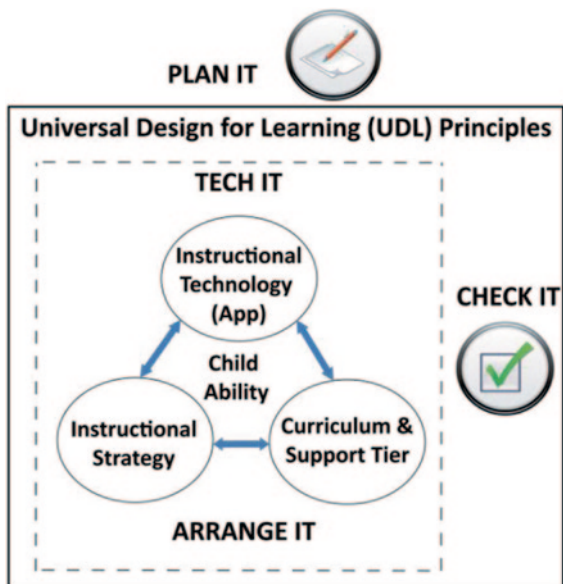 PLAN IT
Universal Design for Learning (UDL) Principles
TECH IT
Instructional
Technology
(App)
CHECK IT
Child
Ability
Instructional
Strategy
Curriculum &
Support Tier
ARRANGE IT